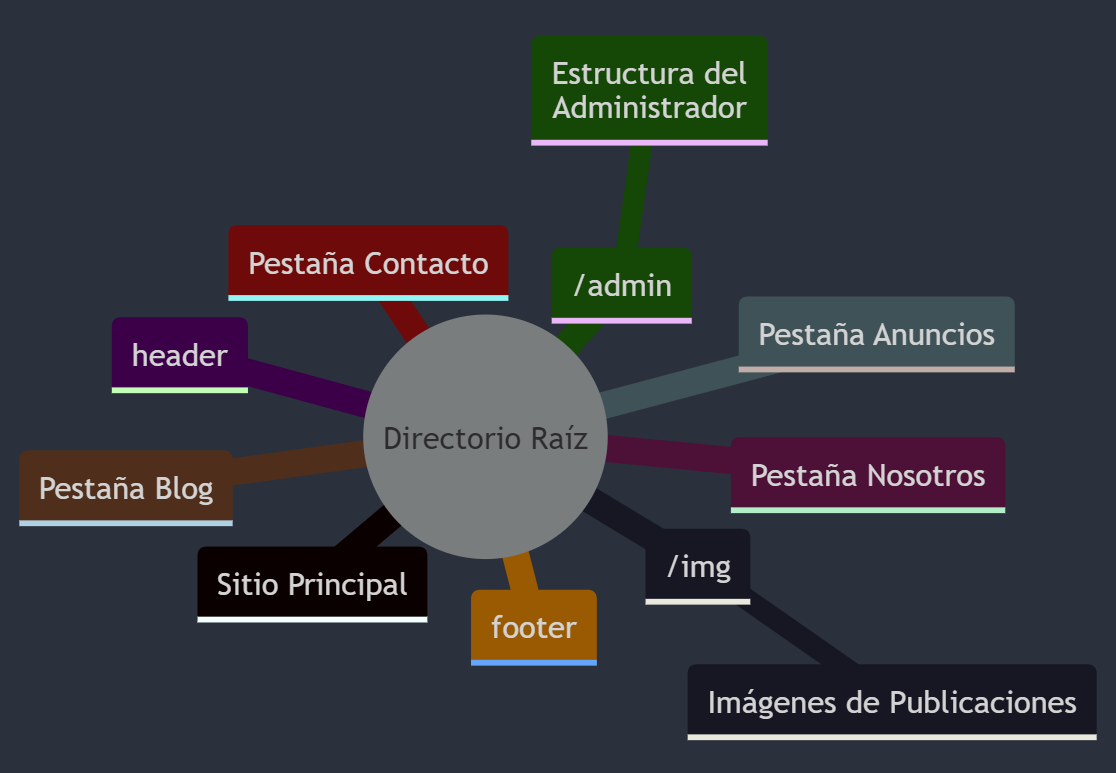 Estructura del
Administrador
Pestaña Contacto
/admin
Pestaña Anuncios
header
Directorio Raíz
Pestaña Nosotros
Pestaña Blog
/img
Sitio Principal
footer
Imágenes de Publicaciones